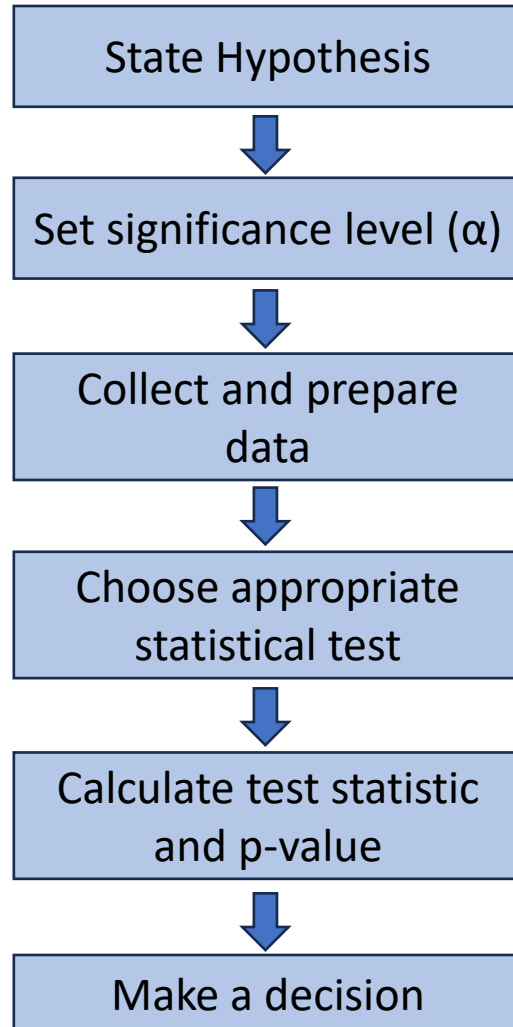 State Hypothesis
Set significance level (α)
Collect and prepare
data
Choose appropriate
statistical test
Calculate test statistic
and p-value
Make a decision